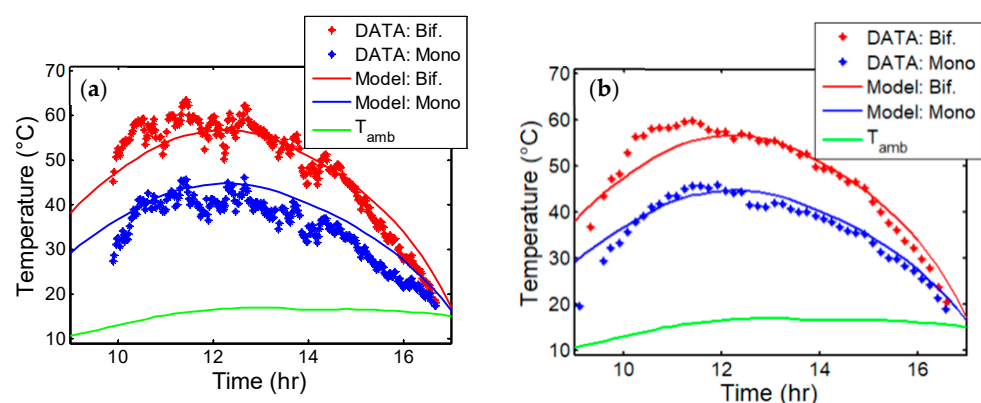 DATA: Bif.
DATA: Mono
Model: Bif.
Model: Mono
T_amb
(a)
Temperature (°C)
70
60
50
40
30
20
10
10
12
14
16
Time (hr)
DATA: Bif.
DATA: Mono
Model: Bif.
Model: Mono
T_amb
(b)
Temperature (°C)
70
60
50
40
30
20
10
10
12
14
16
Time (hr)